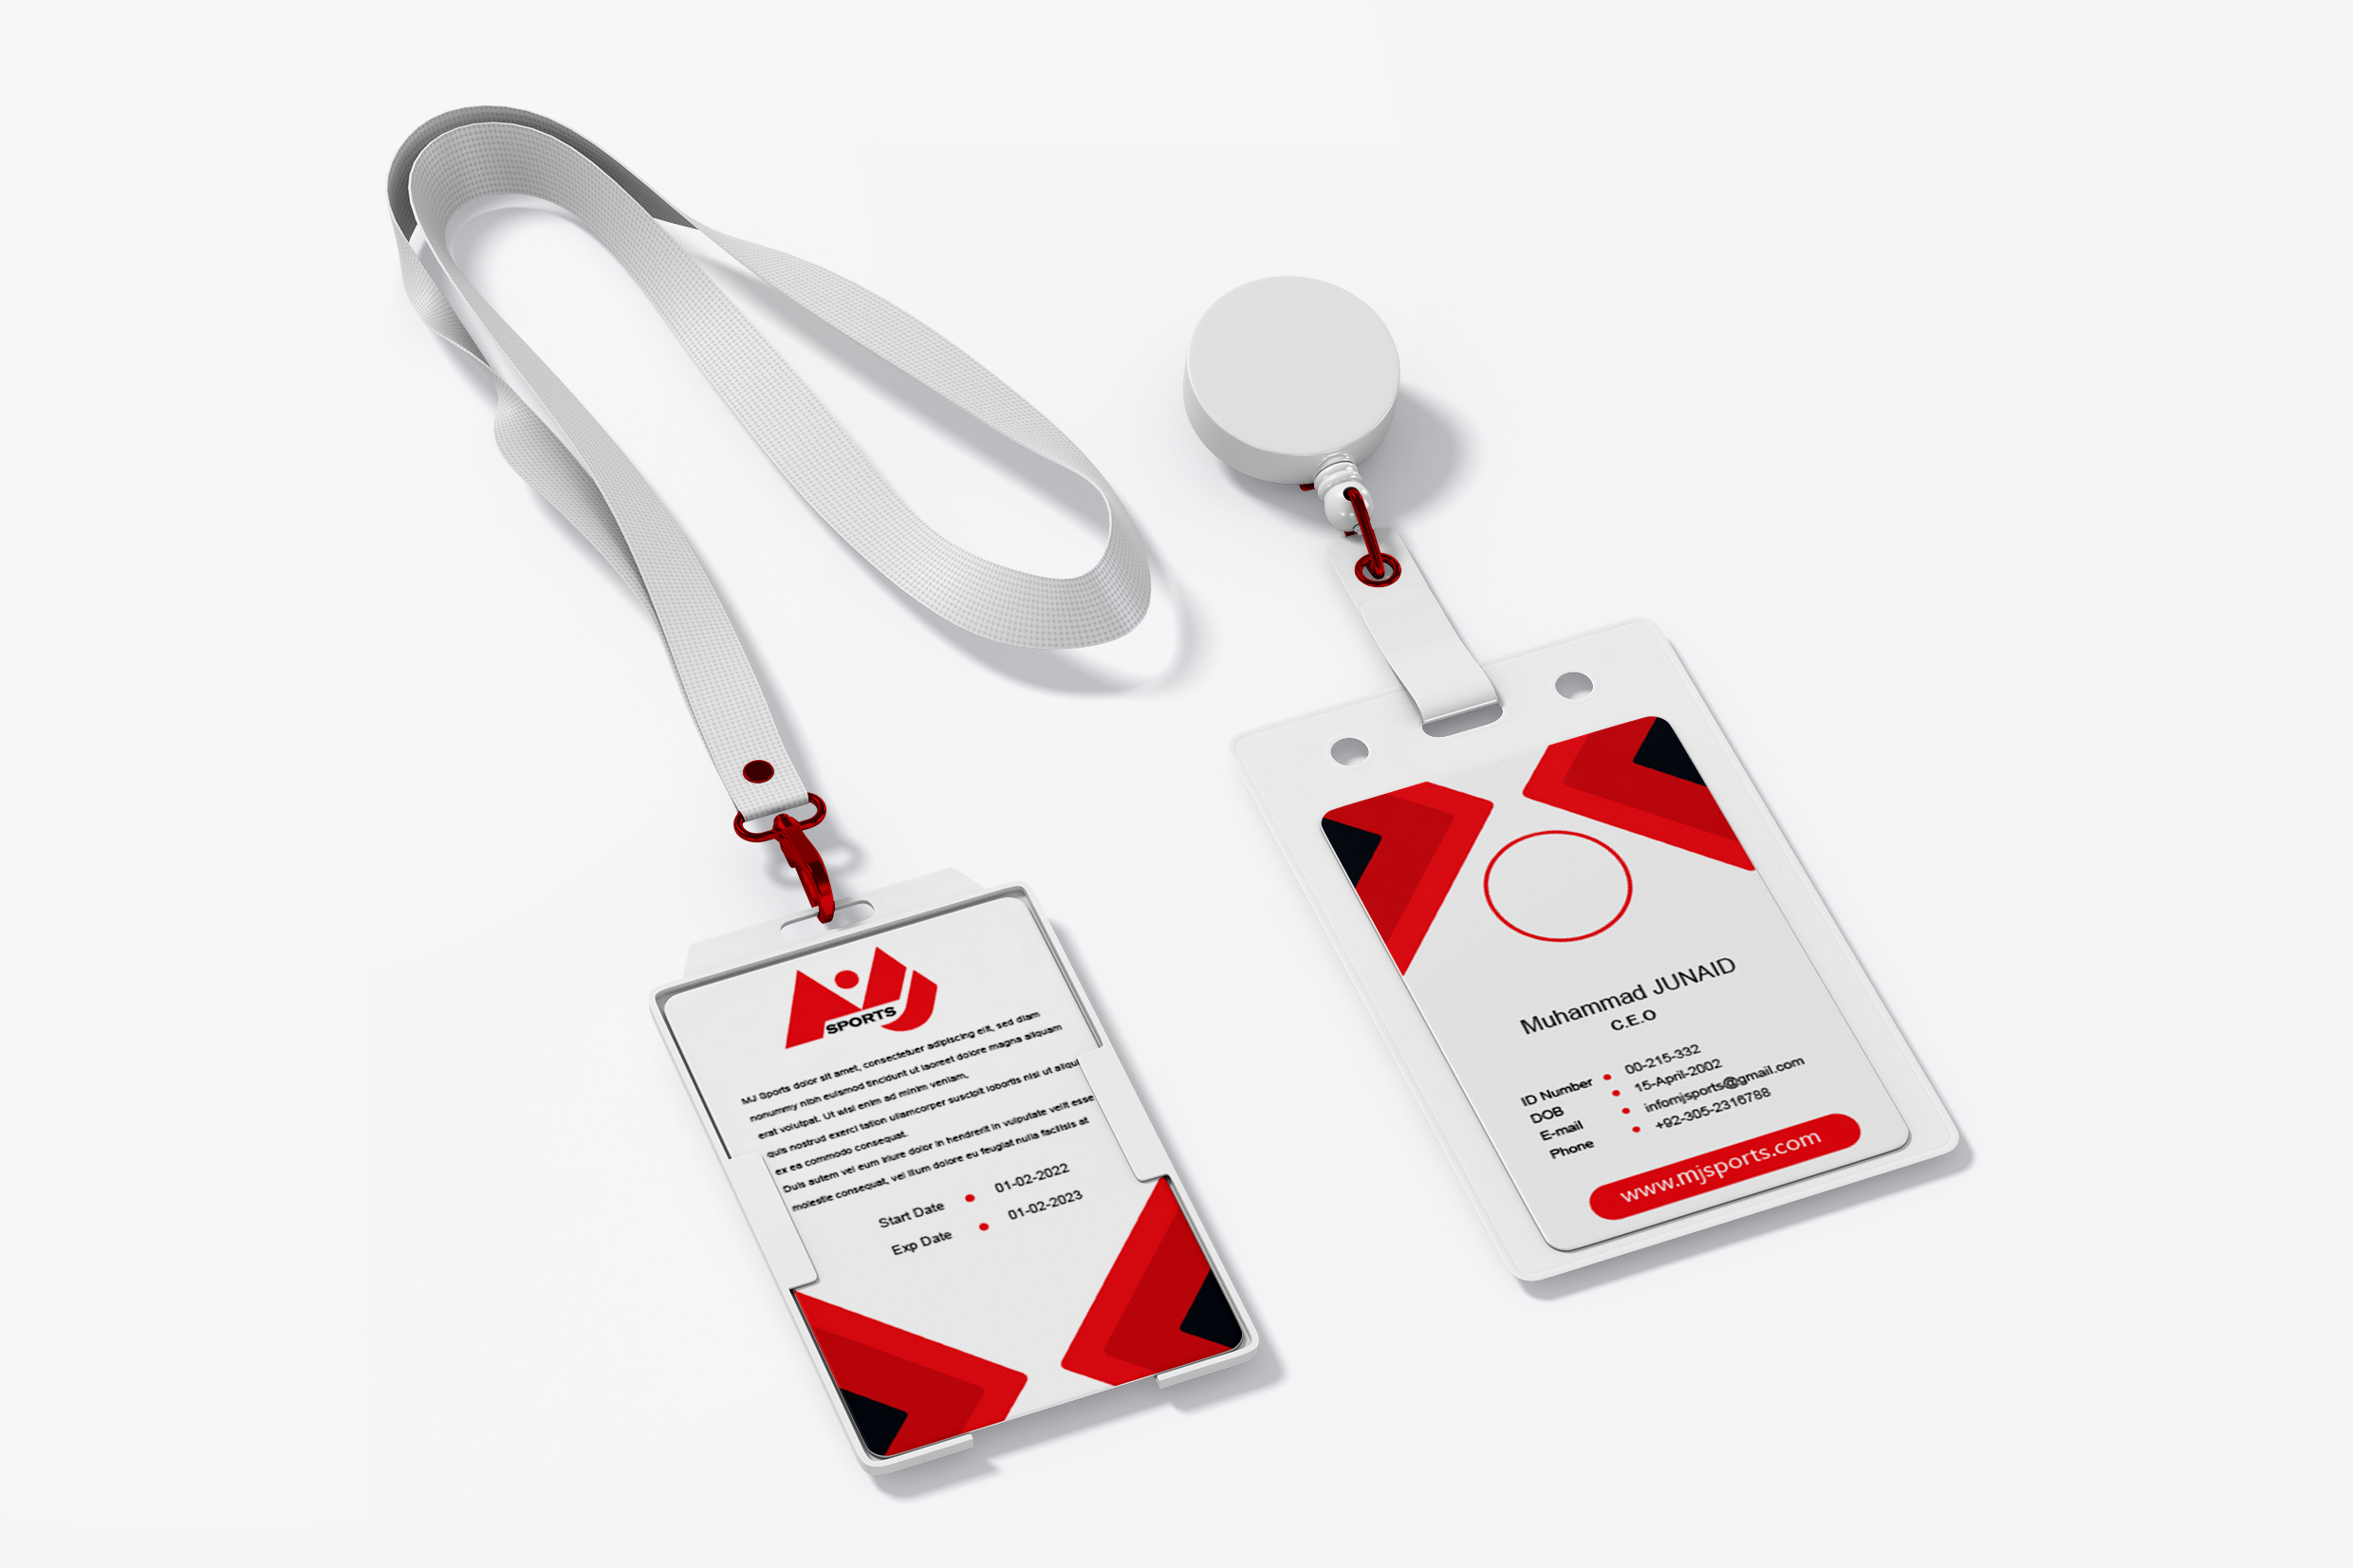 MJ
SPORTS
MJ Sports dolor sit amet, consectetuer adipiscing elit, sed diam
nonummy nibh euismod tincidunt ut laoreet dolore magna aliquam
erat volutpat. Ut wisi enim ad minim veniam,
quis nostrud exerci tation ullamcorper suscipit lobortis nisl ut aliqui
ex ea commodo consequat.
Duis autem vel eum iriure dolor in hendrerit in vulputate velit esse
molestie consequat, vel illum dolore eu feugiat nulla facilisis at
Start Date 01-02-2022
Exp Date 01-02-2023
Muhammad JUNAID
C.E.O
ID Number 00-215-332
DOB 15-April-2002
E-mail infomjsports@gmail.com
Phone +92-305-2316788
www.mjsports.com